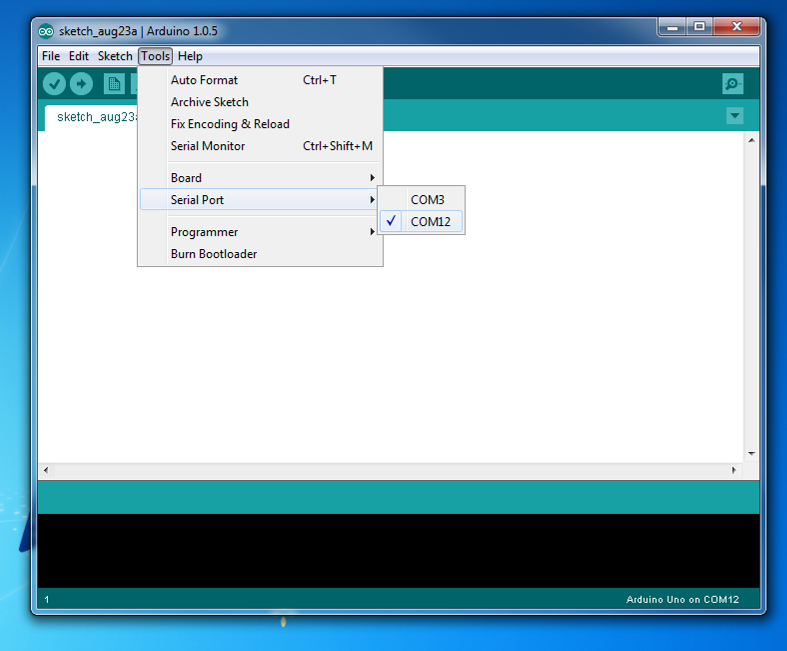 sketch_aug23a | Arduino 1.0.5
File Edit Sketch Tools Help
Auto Format Ctrl+T
Archive Sketch
sketch_aug23a
Fix Encoding & Reload
Serial Monitor Ctrl+Shift+M
Board
Serial Port
COM3
COM12
Programmer
Burn Bootloader
1
Arduino Uno on COM12